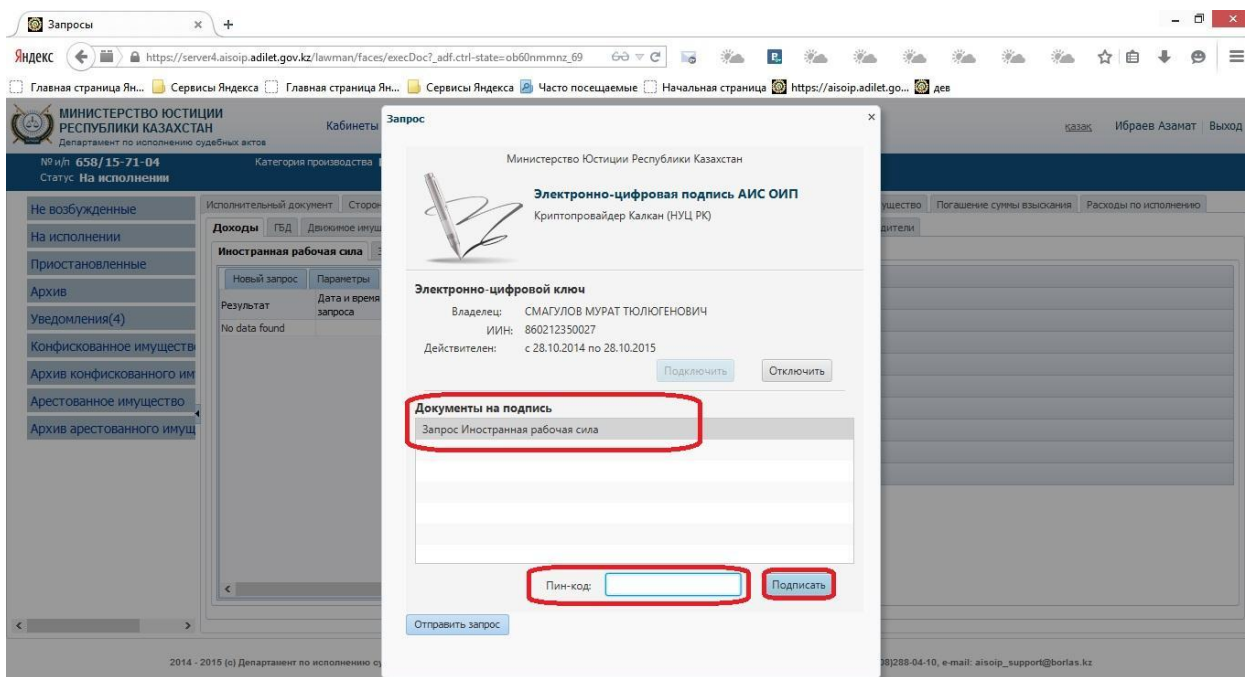 Запросы
Яндекс
https://server4.aisoip.adilet.gov.kz/lawman/faces/execDoc?_adf.ctrl-state=ob60nmmnz_69
Главная страница Ян... Сервисы Яндекса Главная страница Ян... Сервисы Яндекса Часто посещаемые Начальная страница https://aisoip.adilet.go... дев
МИНИСТЕРСТВО ЮСТИЦИИ
РЕСПУБЛИКИ КАЗАХСТАН
Департамент по исполнению судебных актов
Кабинеты
қазақ Ибраев Азамат Выход
№ и/п 658/15-71-04
Категория производства
Статус На исполнении
Не возбужденные
На исполнении
Приостановленные
Архив
Уведомления(4)
Конфискованное имуществ
Архив конфискованного им
Арестованное имущество
Архив арестованного имущ
Исполнительный документ Сторон
ущество Погашение суммы взыскания Расходы по исполнению
Доходы ГБД Движимое имущ
дители
Иностранная рабочая сила
Новый запрос Параметры
Результат
Дата и время
запроса
No data found
Запрос
Министерство Юстиции Республики Казахстан
Электронно-цифровая подпись АИС ОИП
Криптопровайдер Калкан (НУЦ РК)
Электронно-цифровой ключ
Владелец: СМАГУЛОВ МУРАТ ТЮЛЮГЕНОВИЧ
ИИН: 860212350027
Действителен: с 28.10.2014 по 28.10.2015
Подключить Отключить
Документы на подпись
Запрос Иностранная рабочая сила
Пин-код:
Подписать
Отправить запрос
2014 - 2015 (c) Департамент по исполнению су
08)288-04-10, e-mail: aisoip_support@borlas.kz